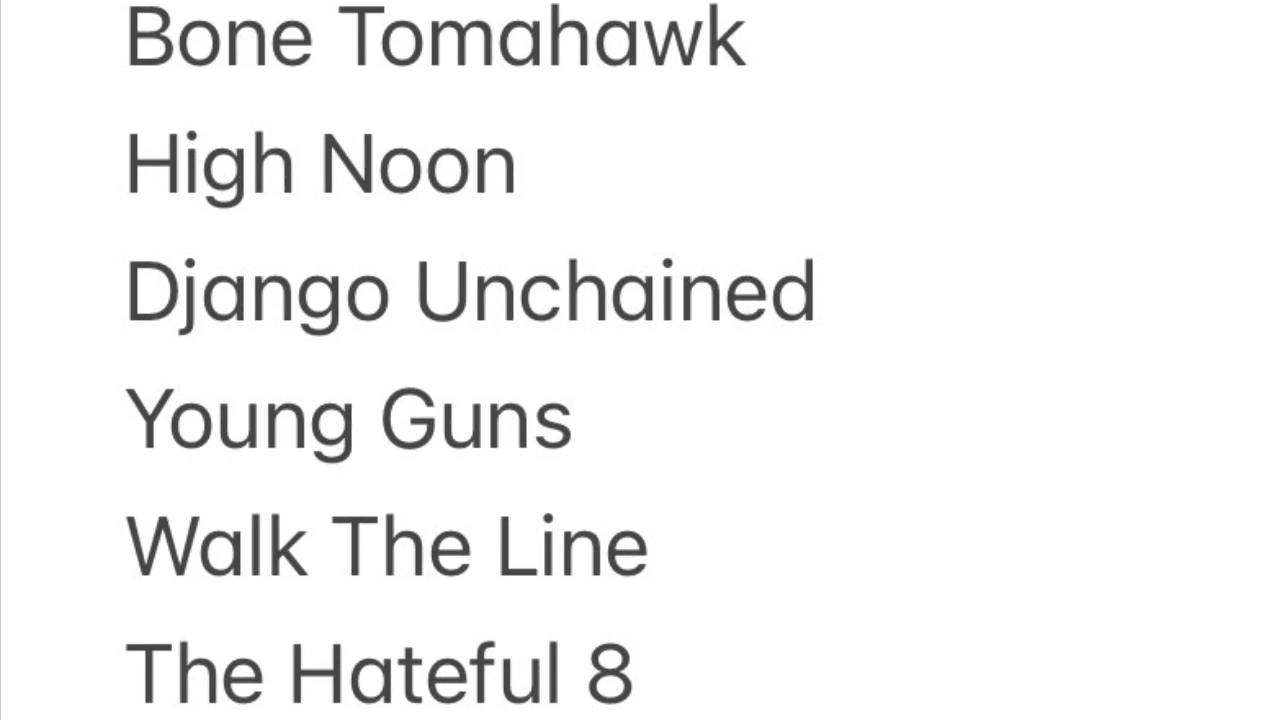 Bone Tomahawk
High Noon
Django Unchained
Young Guns
Walk The Line
The Hateful 8